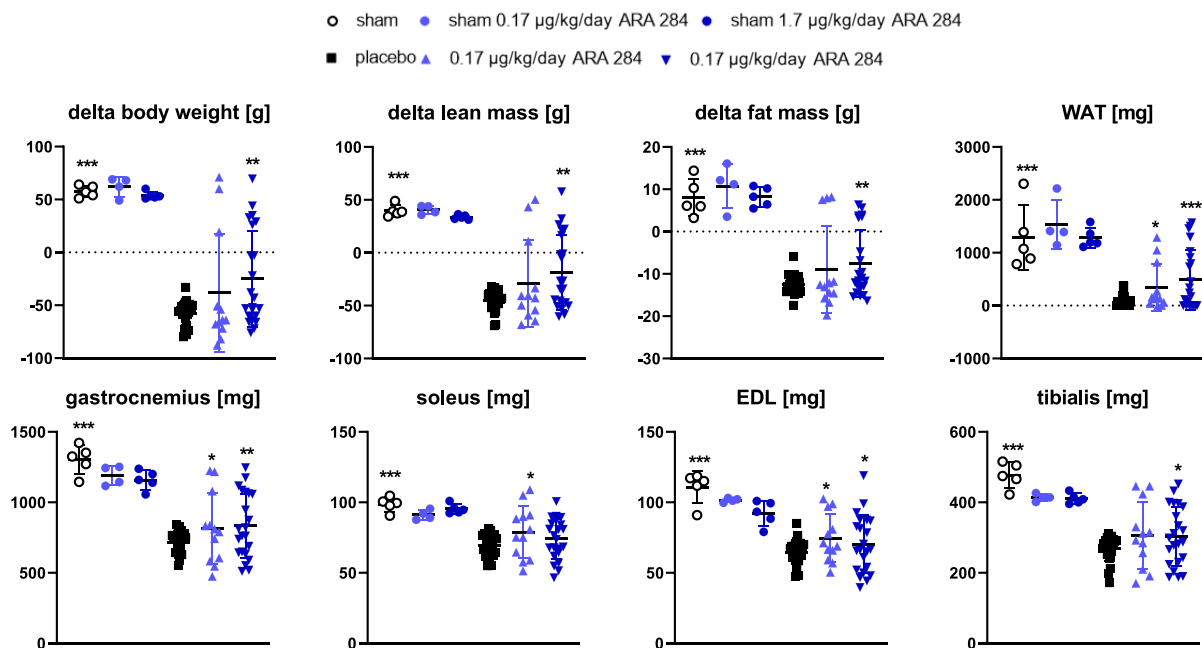 sham sham 0.17 µg/kg/day ARA 284 sham 1.7 µg/kg/day ARA 284
placebo 0.17 µg/kg/day ARA 284 0.17 µg/kg/day ARA 284
delta body weight [g] delta lean mass [g] delta fat mass [g] WAT [mg]
100 50 0 -50 -100 *** **
100 50 0 -50 -100 *** **
20 10 0 -10 -20 -30 *** **
3000 2000 1000 0 -1000 *** * ***
gastrocnemius [mg] soleus [mg] EDL [mg] tibialis [mg]
1500 1000 500 0 *** * **
150 100 50 0 *** *
150 100 50 0 *** * *
600 400 200 0 *** *